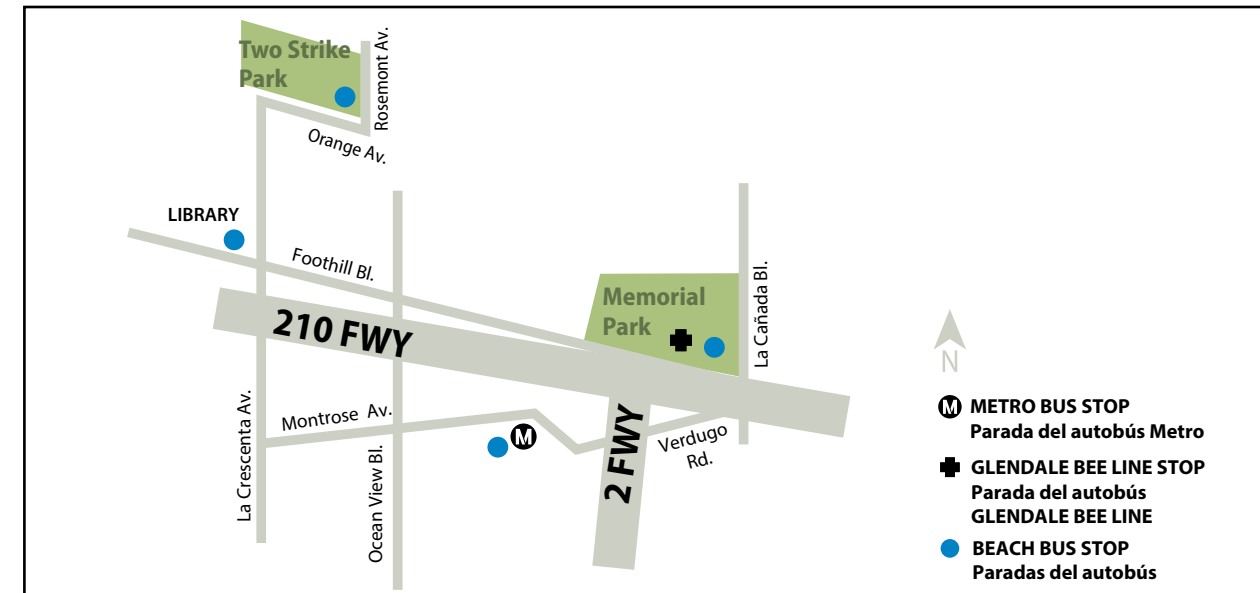 Two Strike
Park
Rosemont Av.
Orange Av.
LIBRARY
Foothill Bl.
210 FWY
Memorial
Park
La Cañada Bl.
N
La Crescenta Av.
Montrose Av.
Ocean View Bl.
M
2 FWY
Verdugo
Rd.
M METRO BUS STOP
Parada del autobús Metro
GLENDALE BEE LINE STOP
Parada del autobús
GLENDALE BEE LINE
BEACH BUS STOP
Paradas del autobús